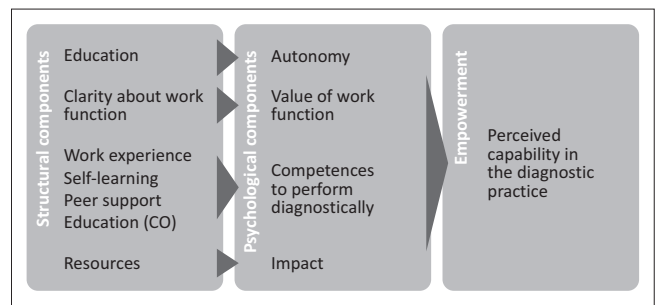 Structural components
Education
Clarity about work
function
Work experience
Self-learning
Peer support
Education (CO)
Resources
Psychological components
Autonomy
Value of work
function
Competences
to perform
diagnostically
Impact
Empowerment
Perceived
capability in
the diagnostic
practice